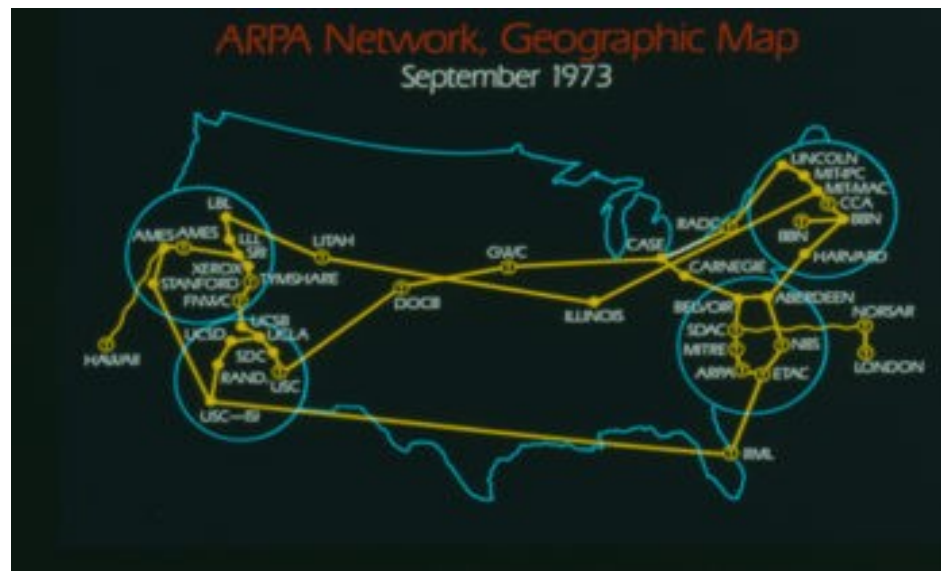 ARPA Network, Geographic Map
September 1973
LINCOLN
MIT-IPC
MIT-MAC
CCA
BBN
BBN
HARVARD
RADC
LBL
AMES
AMES
LLL
SRI
UTAH
GWC
CASE
CARNEGIE
XEROX
TYMSHARE
STANFORD
FNWC
DOCB
ILLINOIS
BELVOIR
ABERDEEN
NORSAR
UCSB
SDAC
UCSD
UCLA
HAWAII
SDC
MITRE
NBS
LONDON
RAND
USC
ARPA
ETAC
USC-ISI
RML